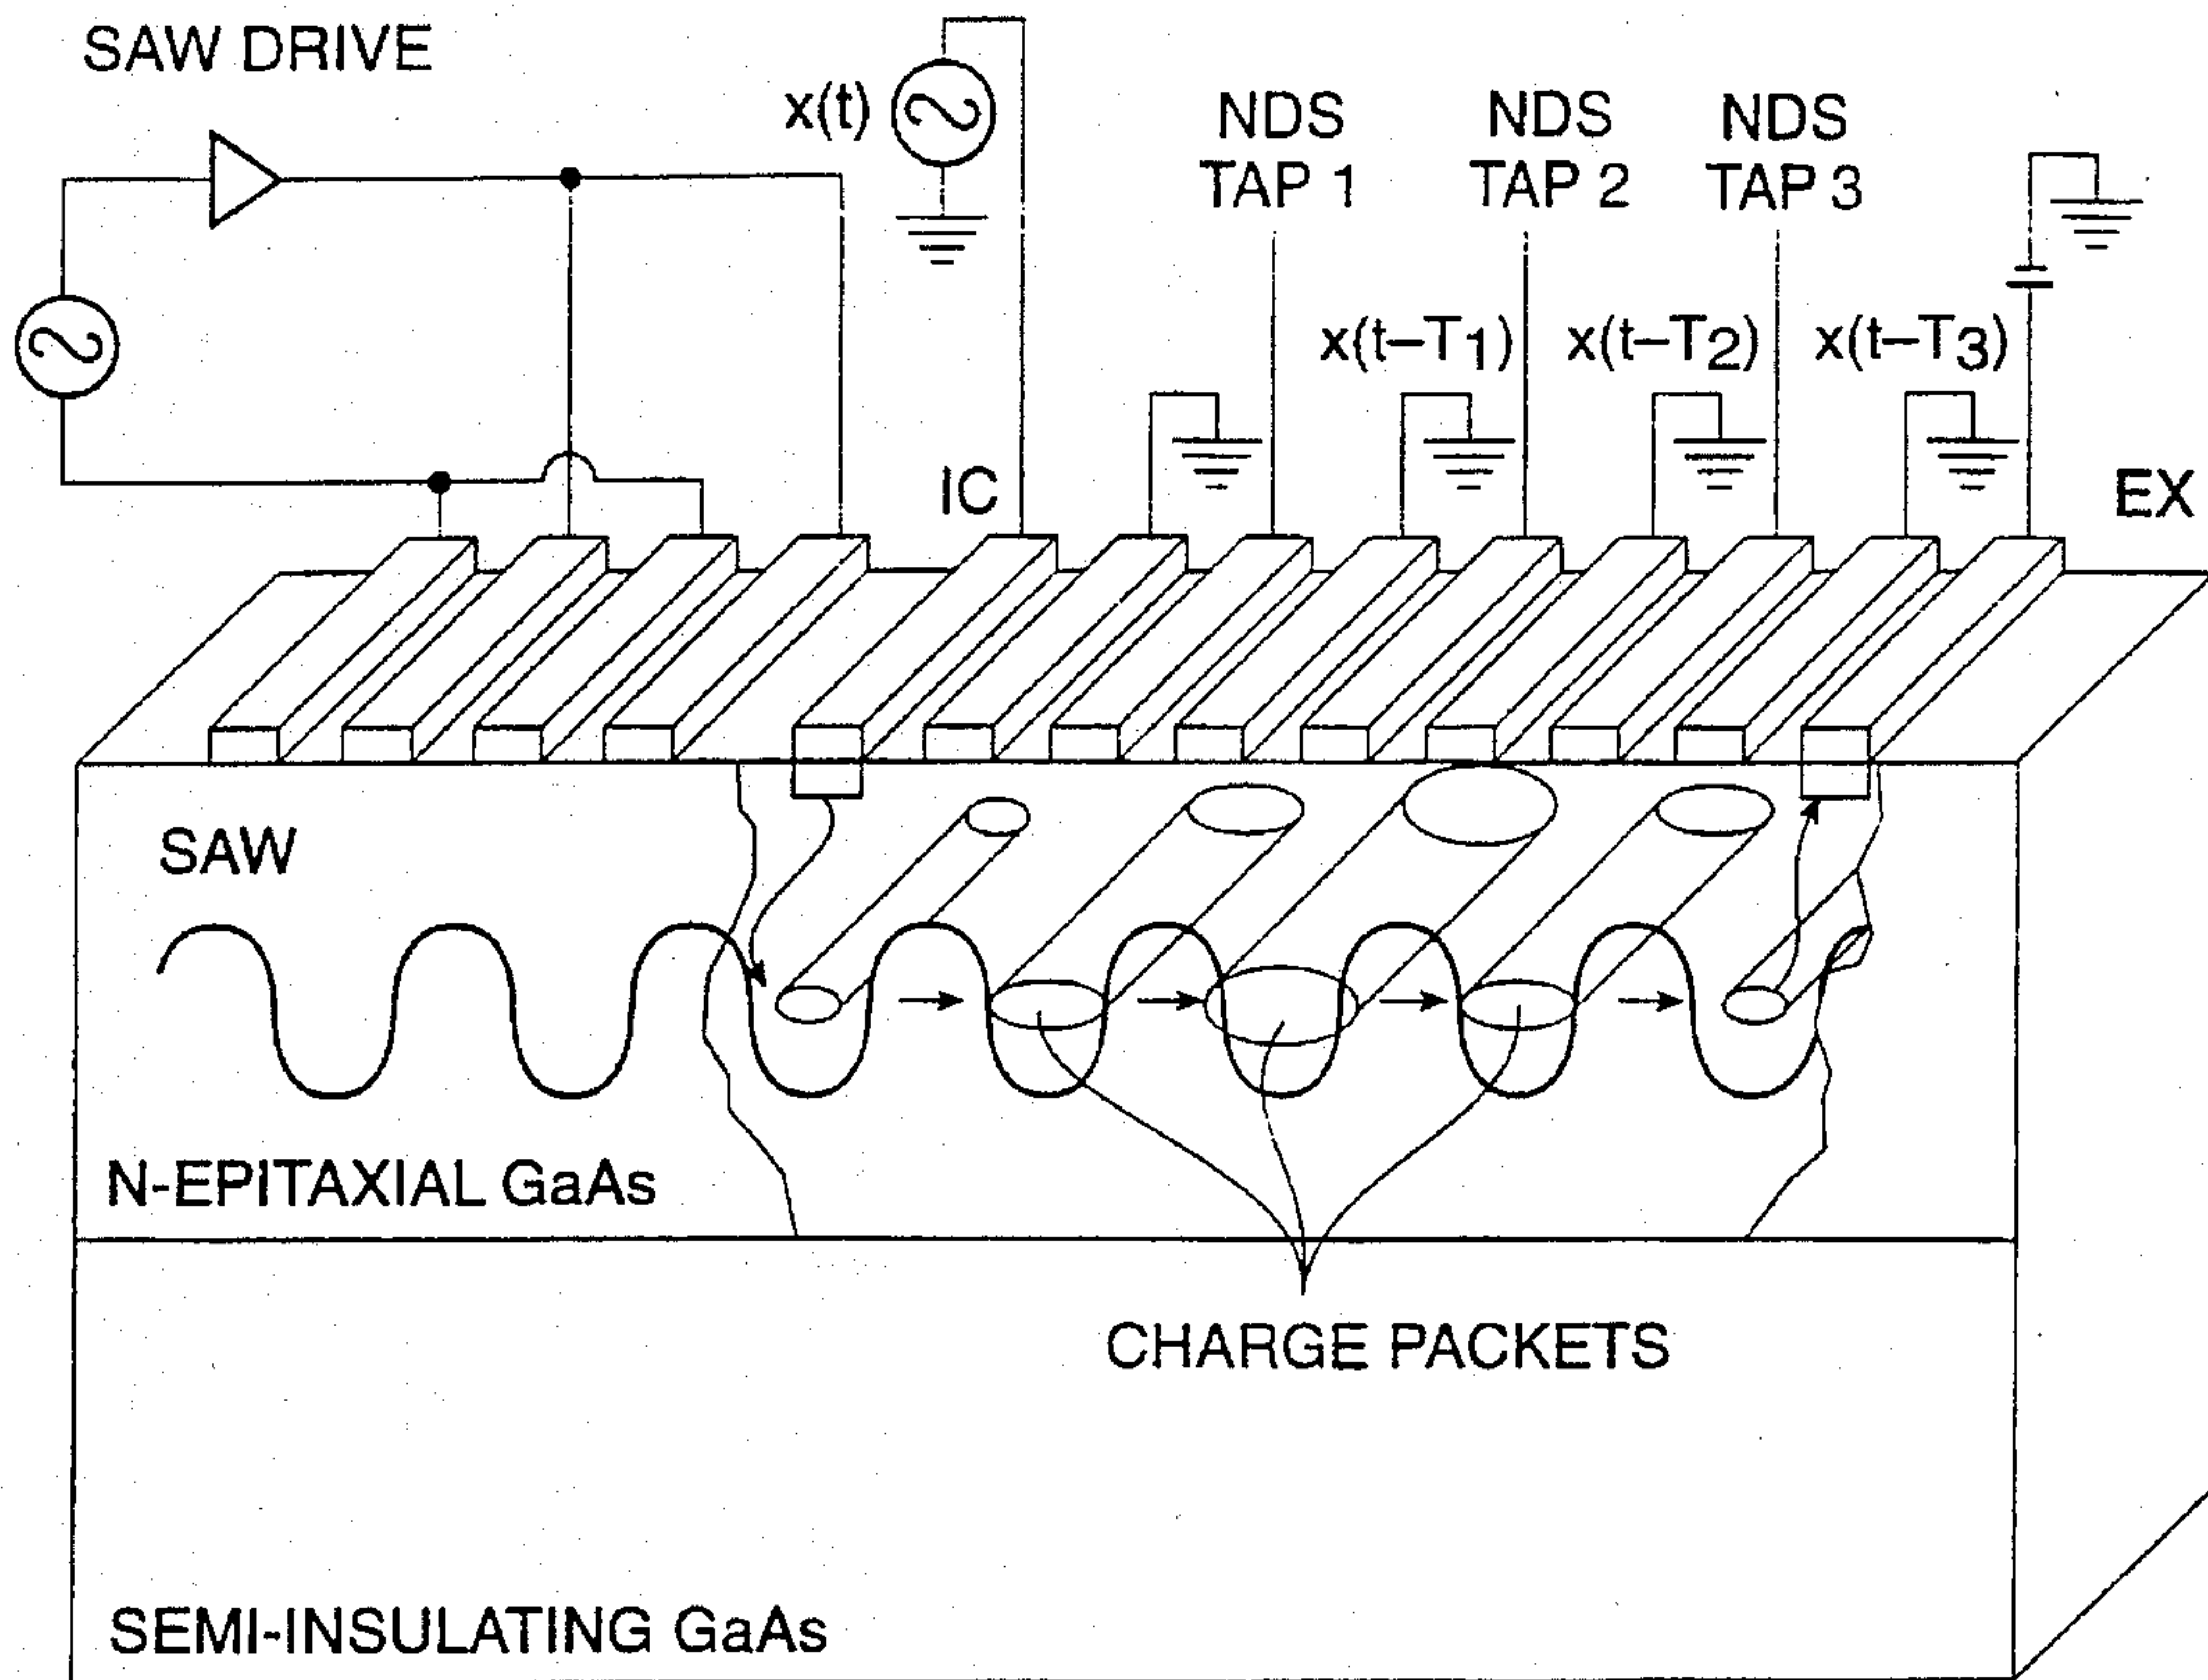 SAW DRIVE
x(t)
NDS
TAP 1
NDS
TAP 2
NDS
TAP 3
x(t–T1)
x(t–T2)
x(t–T3)
IC
EX
SAW
N-EPITAXIAL GaAs
CHARGE PACKETS
SEMI-INSULATING GaAs